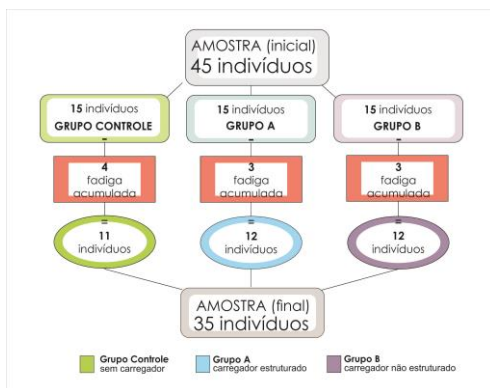 AMOSTRA (inicial)
45 indivíduos
15 indivíduos
GRUPO CONTROLE
-
4
fadiga
acumulada
=
11
indivíduos
15 indivíduos
GRUPO A
-
3
fadiga
acumulada
=
12
indivíduos
15 indivíduos
GRUPO B
-
3
fadiga
acumulada
=
12
indivíduos
AMOSTRA (final)
35 indivíduos
Grupo Controle
sem carregador
Grupo A
carregador estruturado
Grupo B
carregador não estruturado